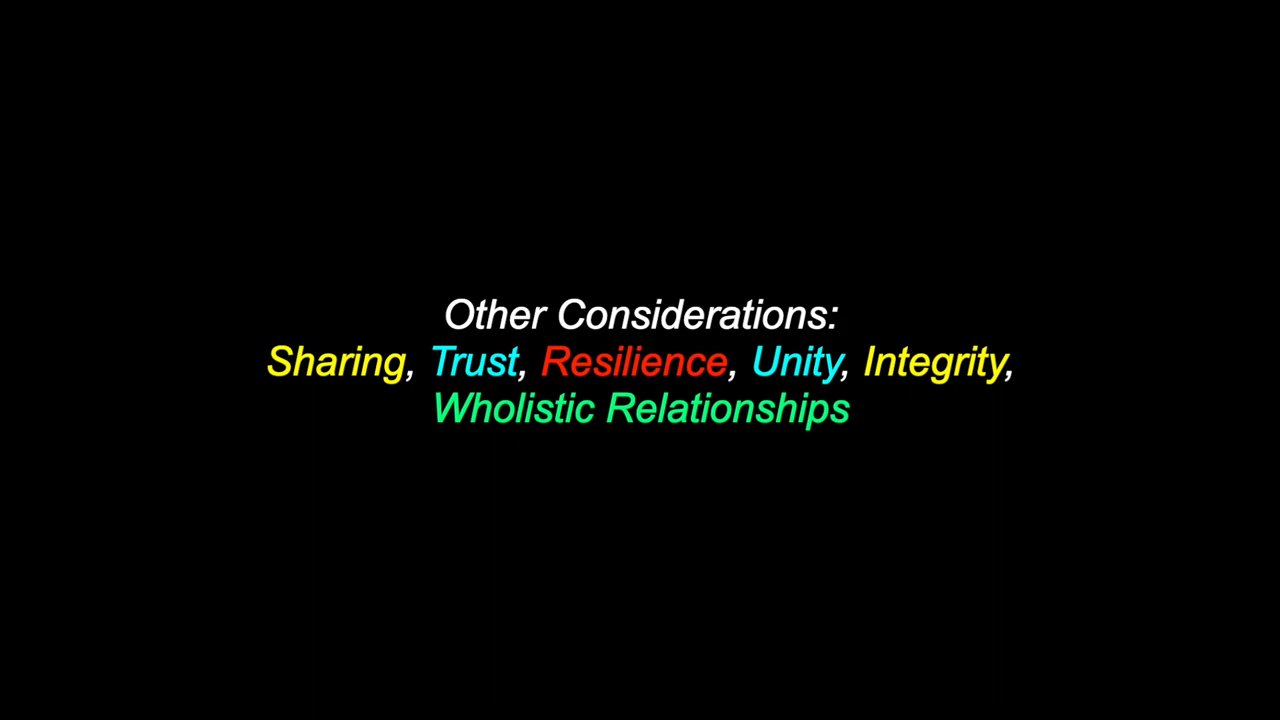 Other Considerations:
Sharing, Trust, Resilience, Unity, Integrity,
Wholistic Relationships